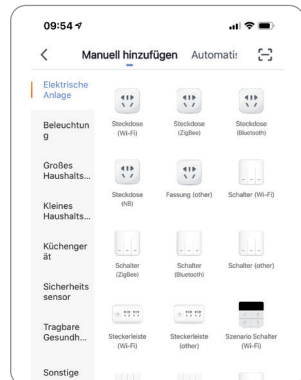 09:54
Manuell hinzufügen Automati
Elektrische
Anlage
Beleuchtun
g
Großes
Haushalts...
Kleines
Haushalts...
Küchenger
ät
Sicherheits
sensor
Tragbare
Gesundh...
Sonstige
Steckdose
(Wi-Fi)
Steckdose
(ZigBee)
Steckdose
(Bluetooth)
Steckdose
(NB)
Fassung (other)
Schalter (Wi-Fi)
Schalter
(ZigBee)
Schalter
(Bluetooth)
Schalter (other)
Steckerleiste
(Wi-Fi)
Steckerleiste
(other)
Szenario Schalter
(Wi-Fi)